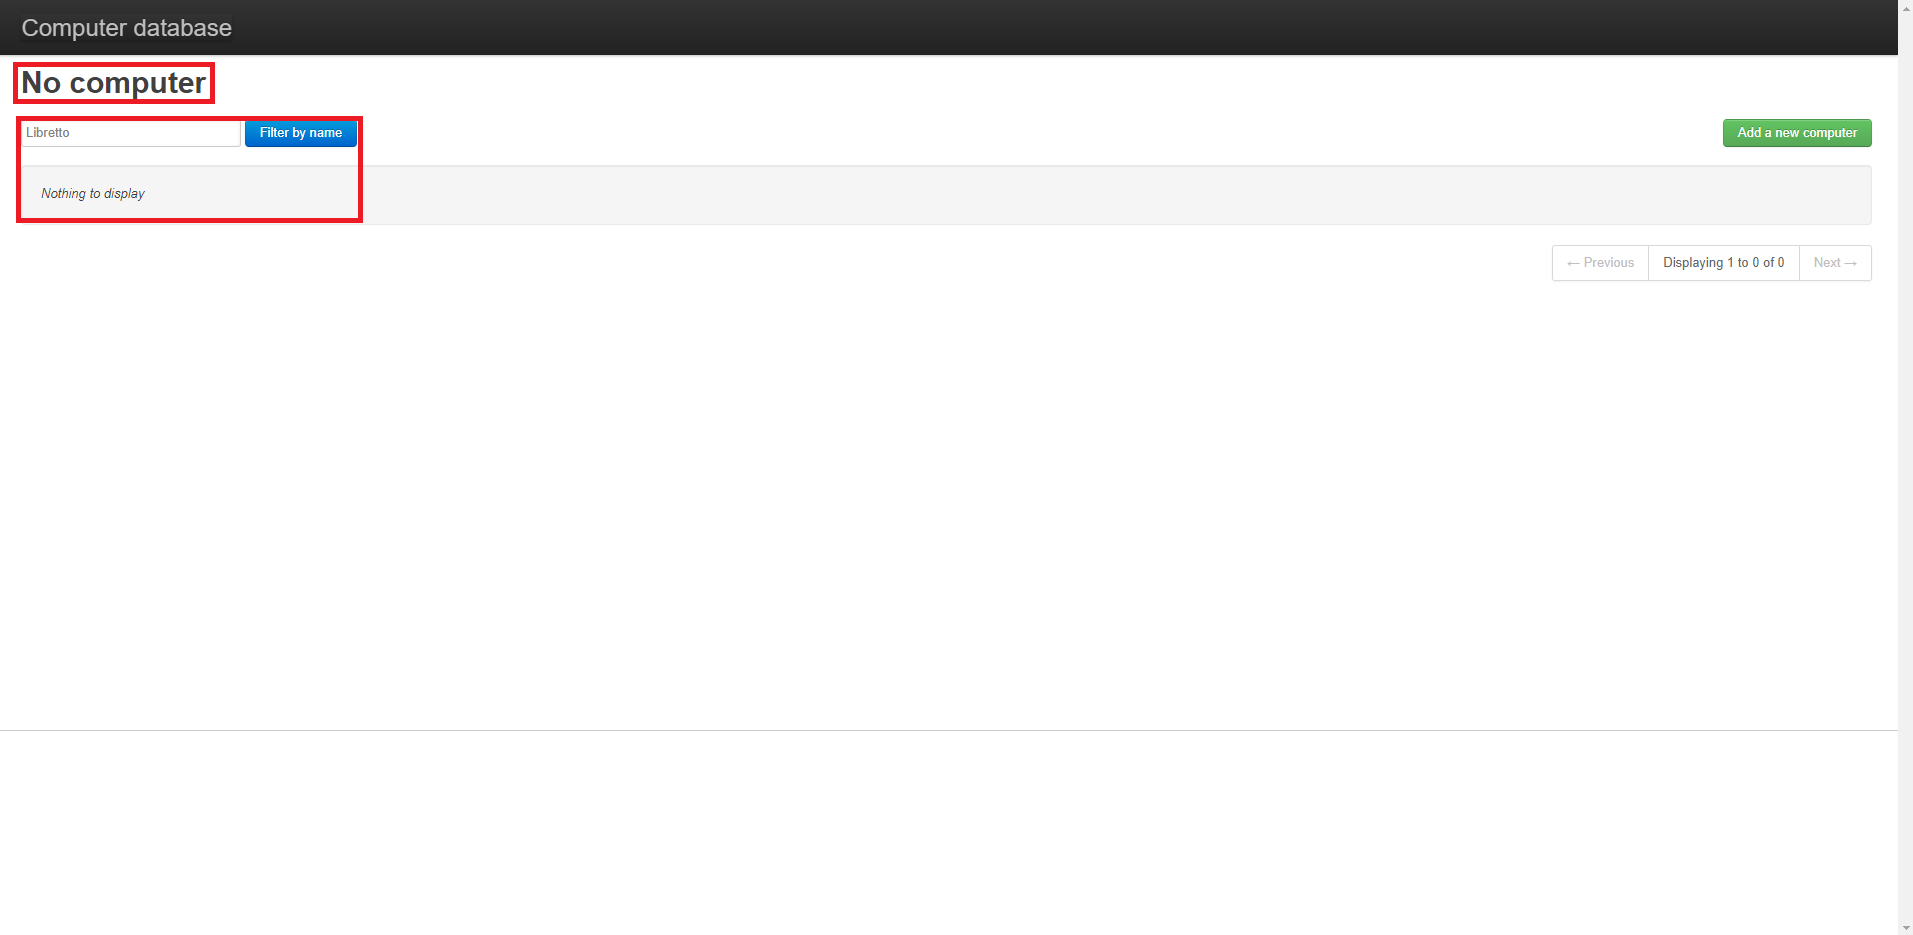 Computer database
No computer
Libretto Filter by name Add a new computer
Nothing to display
← Previous Displaying 1 to 0 of 0 Next →